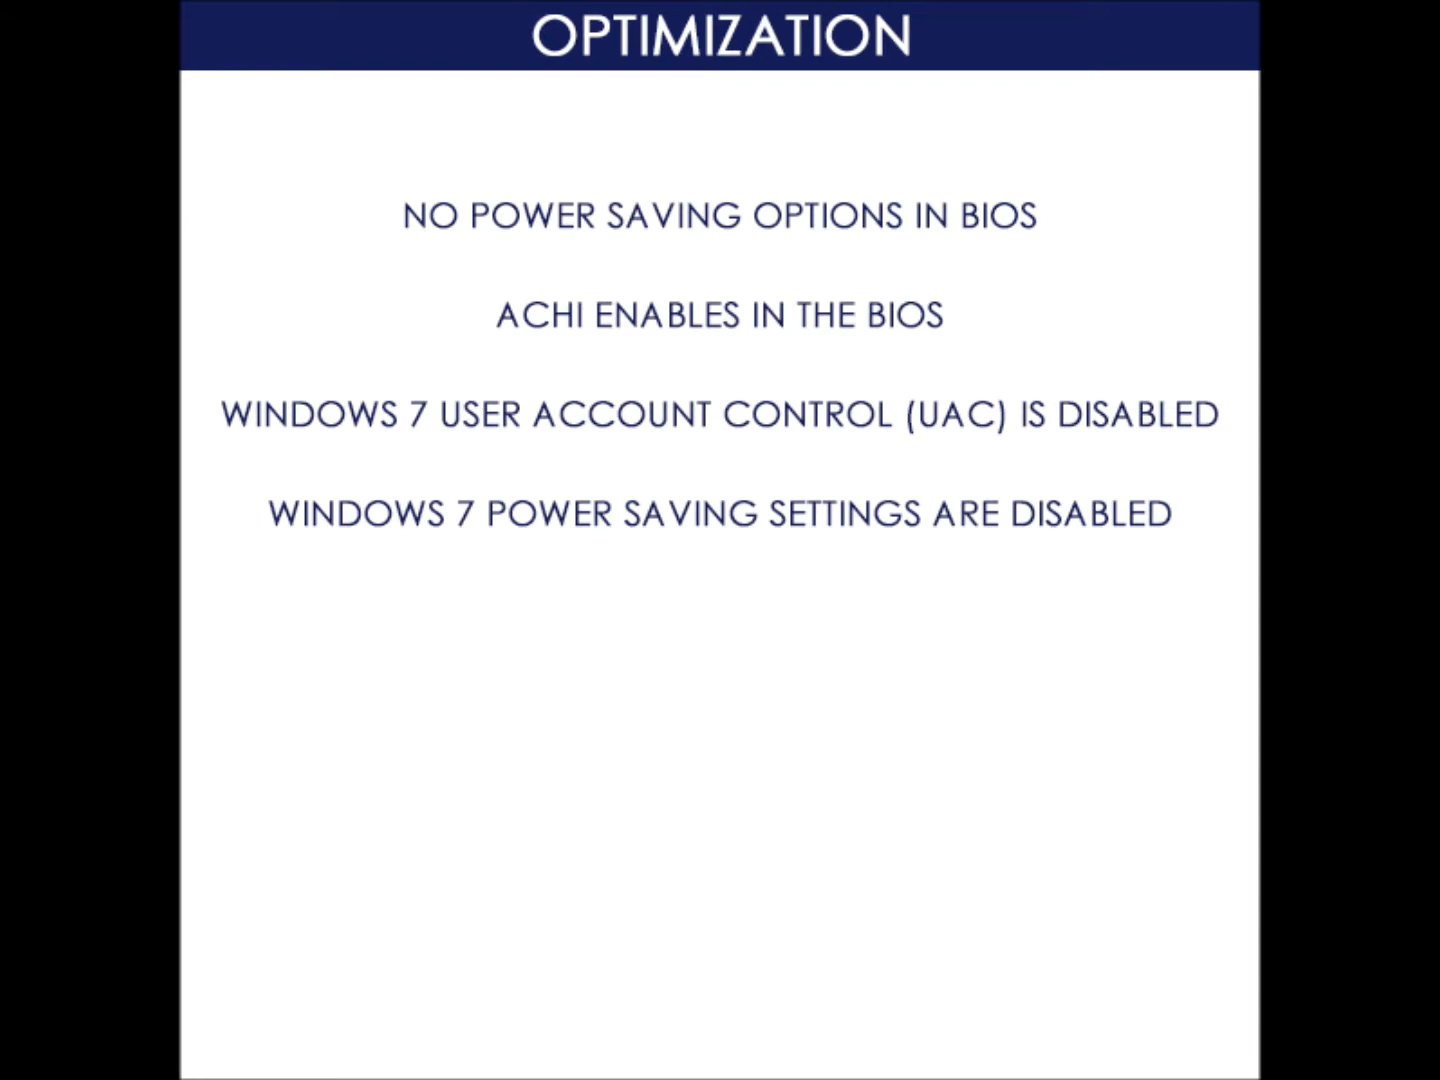 OPTIMIZATION
NO POWER SAVING OPTIONS IN BIOS
ACHI ENABLES IN THE BIOS
WINDOWS 7 USER ACCOUNT CONTROL (UAC) IS DISABLED
WINDOWS 7 POWER SAVING SETTINGS ARE DISABLED